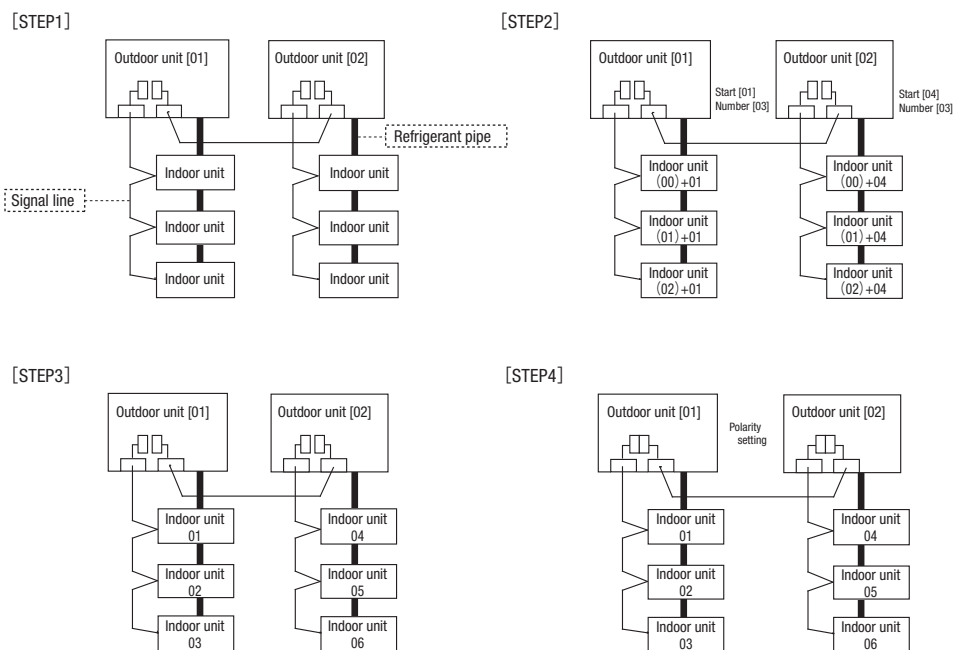 [STEP1]
Outdoor unit [01]
Outdoor unit [02]
Refrigerant pipe
Signal line
Indoor unit
Indoor unit
Indoor unit
Indoor unit
Indoor unit
Indoor unit
[STEP2]
Outdoor unit [01]
Start [01]
Number [03]
Outdoor unit [02]
Start [04]
Number [03]
Indoor unit
(00)+01
Indoor unit
(00)+04
Indoor unit
(01)+01
Indoor unit
(01)+04
Indoor unit
(02)+01
Indoor unit
(02)+04
[STEP3]
Outdoor unit [01]
Outdoor unit [02]
Indoor unit
01
Indoor unit
04
Indoor unit
02
Indoor unit
05
Indoor unit
03
Indoor unit
06
[STEP4]
Outdoor unit [01]
Polarity
setting
Outdoor unit [02]
Indoor unit
01
Indoor unit
04
Indoor unit
02
Indoor unit
05
Indoor unit
03
Indoor unit
06